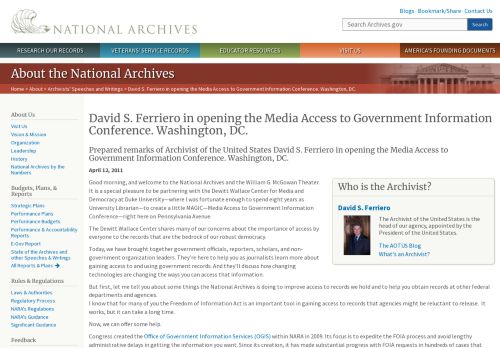 NATIONAL ARCHIVES
Blogs · Bookmark/Share · Contact Us
Search Archives.gov
Search
RESEARCH OUR RECORDS
VETERANS' SERVICE RECORDS
EDUCATOR RESOURCES
VISIT US
AMERICA'S FOUNDING DOCUMENTS
About the National Archives
Home > About > Archivists' Speeches and Writings > David S. Ferriero in opening the Media Access to Government Information Conference. Washington, DC.
About Us
Visit Us
Vision & Mission
Organization
Leadership
History
National Archives by the Numbers
Budgets, Plans, & Reports
Strategic Plans
Performance Plans
Performance Budgets
Performance & Accountability Reports
E-Gov Report
State of the Archives and other Speeches & Writings
All Reports & Plans
Rules & Regulations
Laws & Authorities
Regulatory Process
NARA's Regulations
NARA's Guidance
Significant Guidance
David S. Ferriero in opening the Media Access to Government Information Conference. Washington, DC.
Prepared remarks of Archivist of the United States David S. Ferriero in opening the Media Access to Government Information Conference. Washington, DC.
April 12, 2011
Good morning, and welcome to the National Archives and the William G. McGowan Theater. It is a special pleasure to be partnering with the Dewitt Wallace Center for Media and Democracy at Duke University—where I was fortunate enough to spend eight years as University Librarian—to create a little MAGIC—Media Access to Government Information Conference—right here on Pennsylvania Avenue.
The Dewitt Wallace Center shares many of our concerns about the importance of access by everyone to the records that are the bedrock of our robust democracy.
Today, we have brought together government officials, reporters, scholars, and non-government organization leaders. They're here to help you as journalists learn more about gaining access to and using government records. And they'll discuss how changing technologies are changing the ways you can access that information.
But first, let me tell you about some things the National Archives is doing to improve access to records we hold and to help you obtain records at other federal departments and agencies.
I know that for many of you the Freedom of Information Act is an important tool in gaining access to records that agencies might be reluctant to release. It works, but it can take a long time.
Now, we can offer some help.
Congress created the Office of Government Information Services (OGIS) within NARA in 2009. Its focus is to expedite the FOIA process and avoid lengthy administrative delays in getting the information you want. Since its creation, it has made substantial progress with FOIA requests in hundreds of cases that
Who is the Archivist?
David S. Ferriero
The Archivist of the United States is the head of our agency, appointed by the President of the United States.
The AOTUS Blog
What's an Archivist?